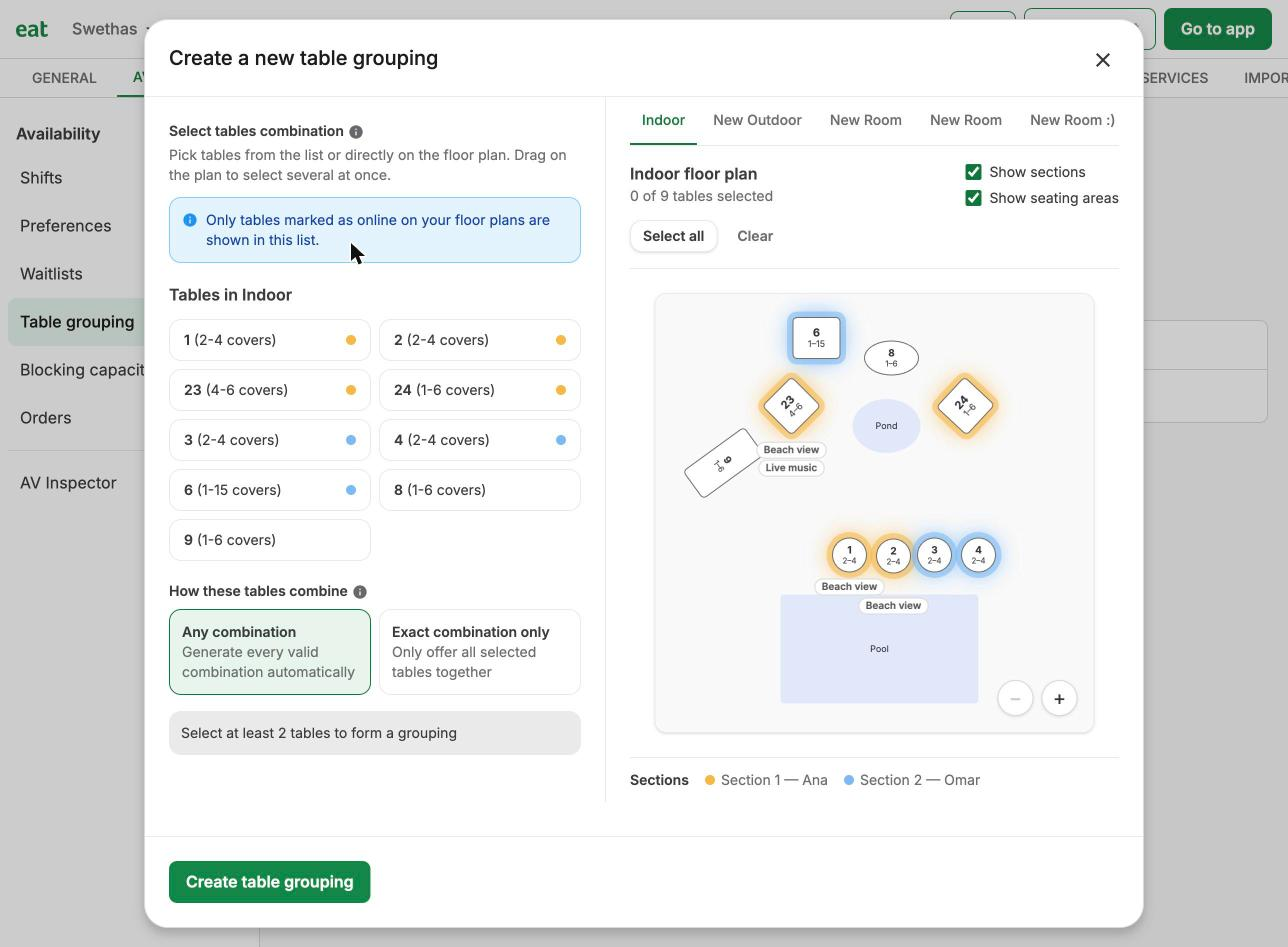 eat
Swethas
Go to app
GENERAL
SERVICES
Availability
Shifts
Preferences
Waitlists
Table grouping
Orders
AV Inspector
Create a new table grouping
Select tables combination
Pick tables from the list or directly on the floor plan. Drag on
the plan to select several at once.
Only tables marked as online on your floor plans are
shown in this list.
Tables in Indoor
1 (2-4 covers)
2 (2-4 covers)
23 (4-6 covers)
24 (1-6 covers)
3 (2-4 covers)
4 (2-4 covers)
6 (1-15 covers)
8 (1-6 covers)
9 (1-6 covers)
How these tables combine
Any combination
Generate every valid
combination automatically
Exact combination only
Only offer all selected
tables together
Select at least 2 tables to form a grouping
Indoor
New Outdoor
New Room
New Room
New Room :)
Indoor floor plan
0 of 9 tables selected
Show sections
Show seating areas
Select all
Clear
6
1–15
8
1–6
23
4–6
24
1–6
Pond
9
1–6
Beach view
Live music
1
2–4
2
2–4
3
2–4
4
2–4
Beach view
Beach view
Pool
Sections
Section 1 — Ana
Section 2 — Omar
Create table grouping